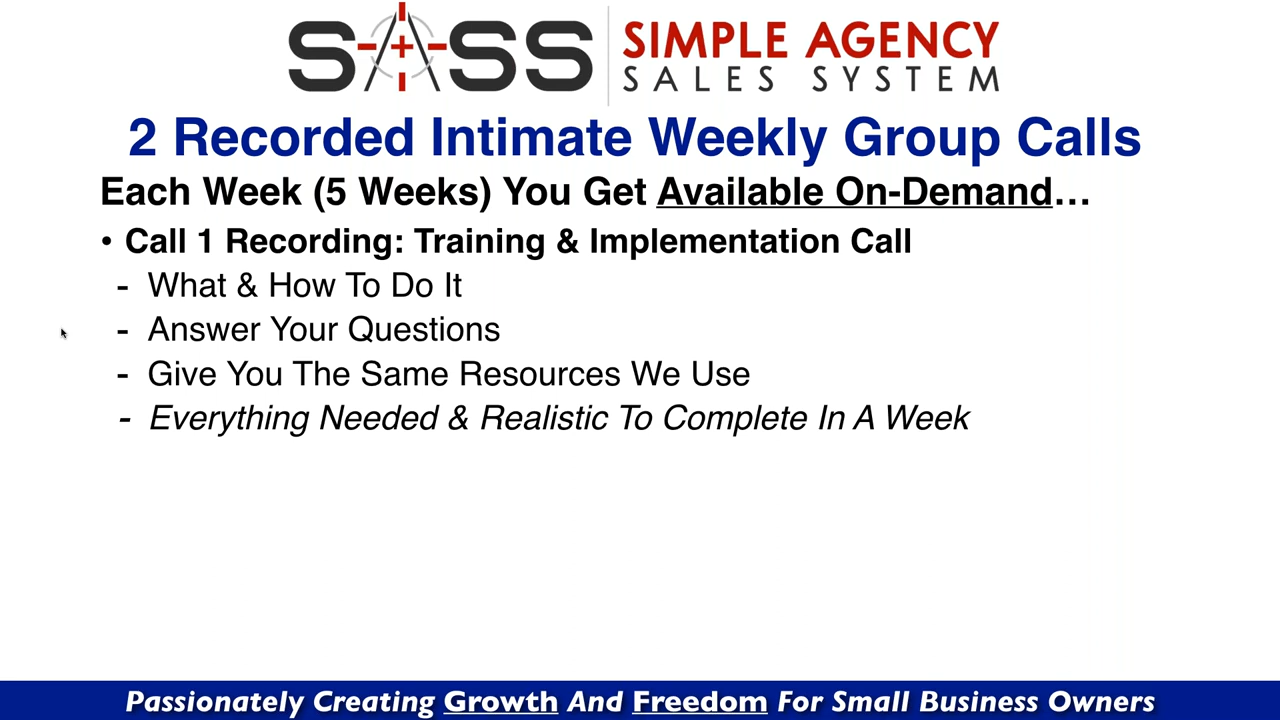 SASS
SIMPLE AGENCY
SALES SYSTEM
2 Recorded Intimate Weekly Group Calls
Each Week (5 Weeks) You Get Available On-Demand…
• Call 1 Recording: Training & Implementation Call
- What & How To Do It
- Answer Your Questions
- Give You The Same Resources We Use
- Everything Needed & Realistic To Complete In A Week
Passionately Creating Growth And Freedom For Small Business Owners